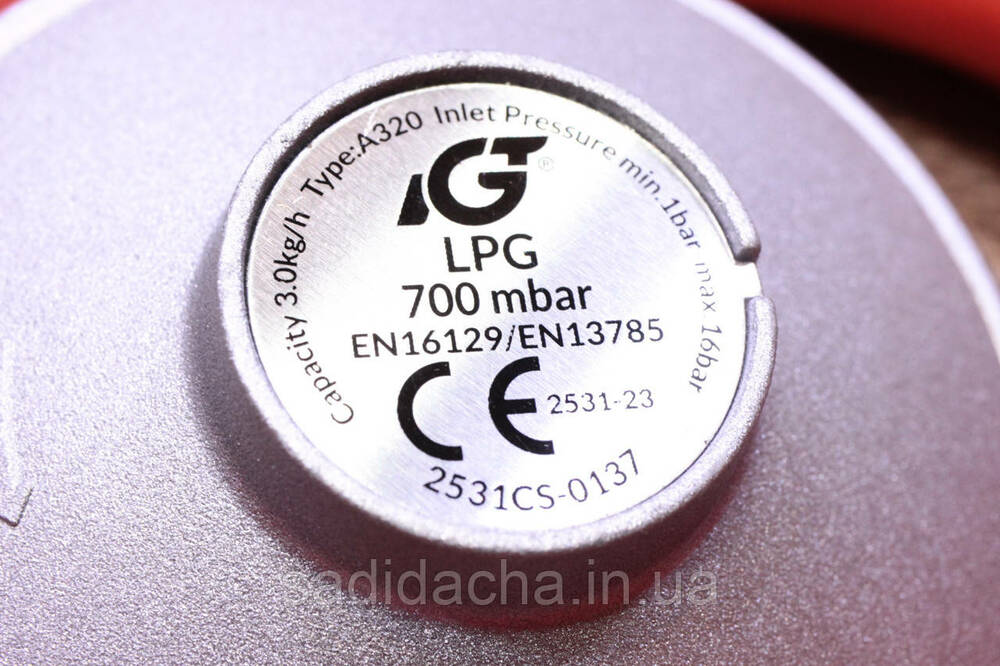 Capacity 3.0kg/h Type:A320 Inlet Pressure min.1bar max 16bar
IGT®
LPG
700 mbar
EN16129/EN13785
CE 2531-23
2531CS-0137
sadidacha.in.ua